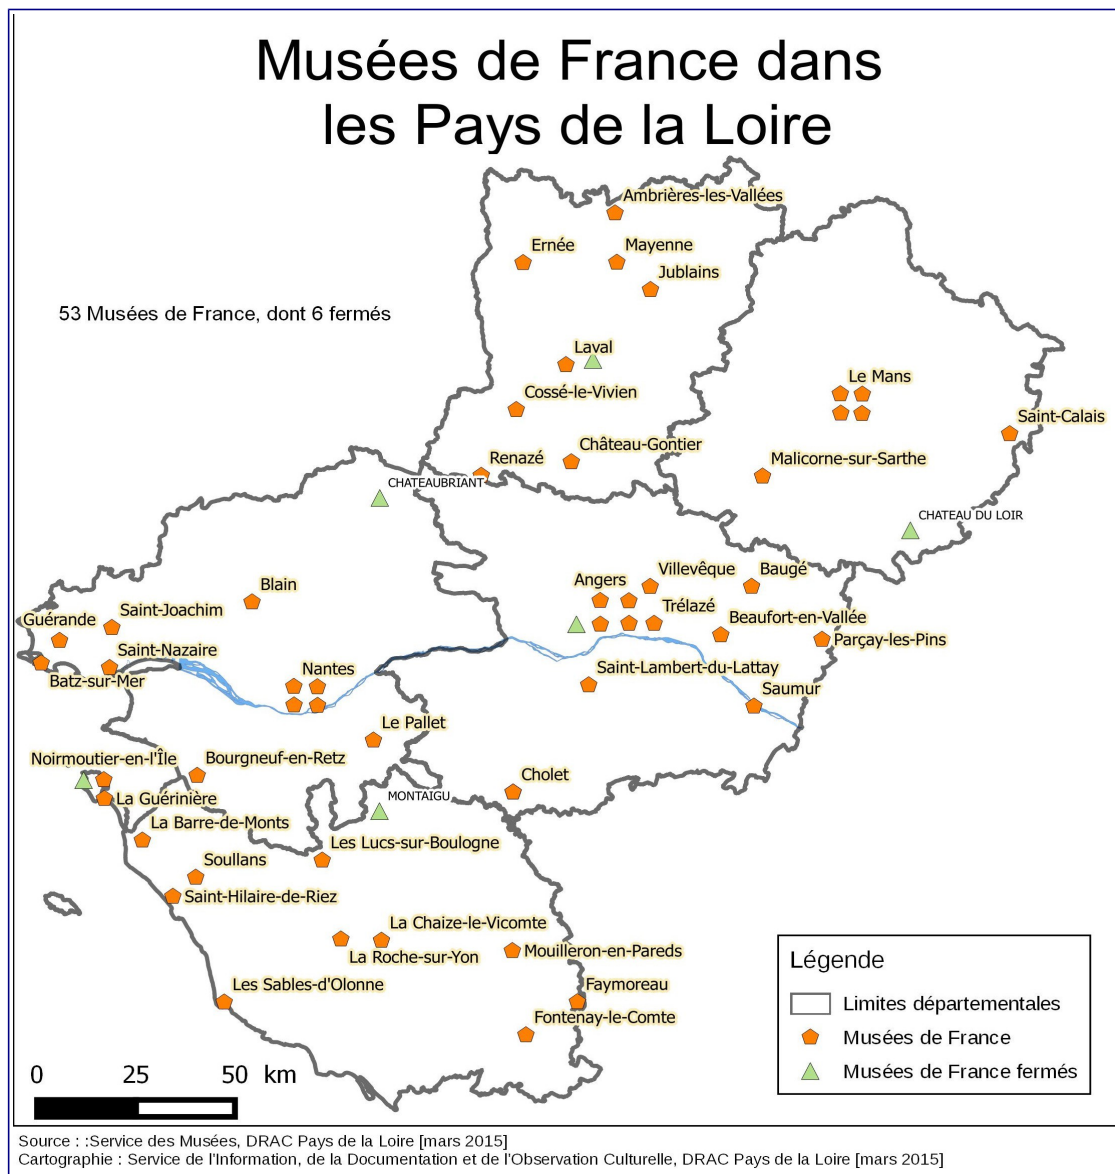 Musées de France dans
les Pays de la Loire
Ambrières-les-Vallées
Ernée
Mayenne
Jublains
53 Musées de France, dont 6 fermés
Laval
Le Mans
Cossé-le-Vivien
Saint-Calais
Château-Gontier
Renazé
Malicorne-sur-Sarthe
CHATEAUBRIANT
CHATEAU DU LOIR
Villevêque
Baugé
Angers
Blain
Trélazé
Saint-Joachim
Beaufort-en-Vallée
Guérande
Parçay-les-Pins
Saint-Nazaire
Nantes
Saint-Lambert-du-Lattay
Batz-sur-Mer
Saumur
Le Pallet
Noirmoutier-en-l'Île
Bourgneuf-en-Retz
Cholet
La Guérinière
MONTAIGU
La Barre-de-Monts
Les Lucs-sur-Boulogne
Soullans
Saint-Hilaire-de-Riez
La Chaize-le-Vicomte
La Roche-sur-Yon
Mouilleron-en-Pareds
Les Sables-d'Olonne
Faymoreau
Fontenay-le-Comte
Légende
Limites départementales
Musées de France
Musées de France fermés
0 25 50 km
Source : :Service des Musées, DRAC Pays de la Loire [mars 2015]
Cartographie : Service de l'Information, de la Documentation et de l'Observation Culturelle, DRAC Pays de la Loire [mars 2015]